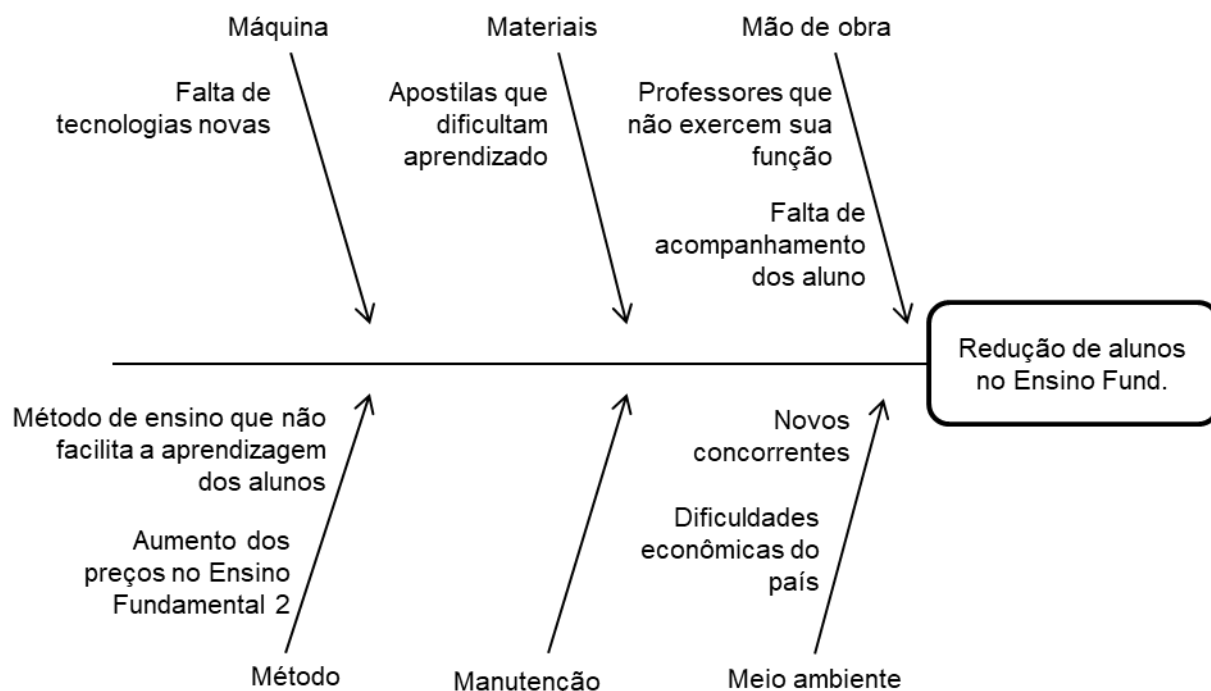 Máquina
Materiais
Mão de obra
Falta de
tecnologias novas
Apostilas que
dificultam
aprendizado
Professores que
não exercem sua
função
Falta de
acompanhamento
dos aluno
Redução de alunos
no Ensino Fund.
Método de ensino que não
facilita a aprendizagem
dos alunos
Aumento dos
preços no Ensino
Fundamental 2
Novos
concorrentes
Dificuldades
econômicas do
país
Método
Manutencão
Meio ambiente